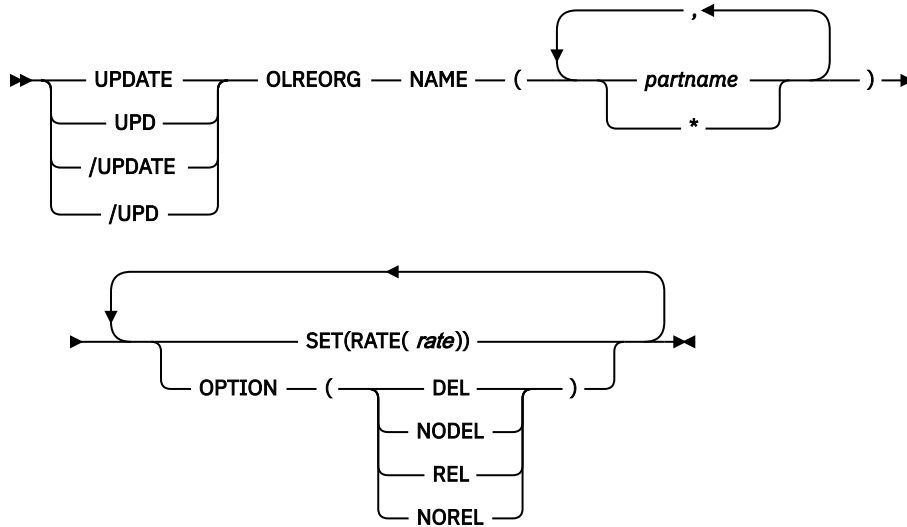 ,
UPDATE OLREORG NAME ( partname )
UPD *
/UPDATE
/UPD
SET(RATE( rate))
OPTION ( DEL )
NODEL
REL
NOREL